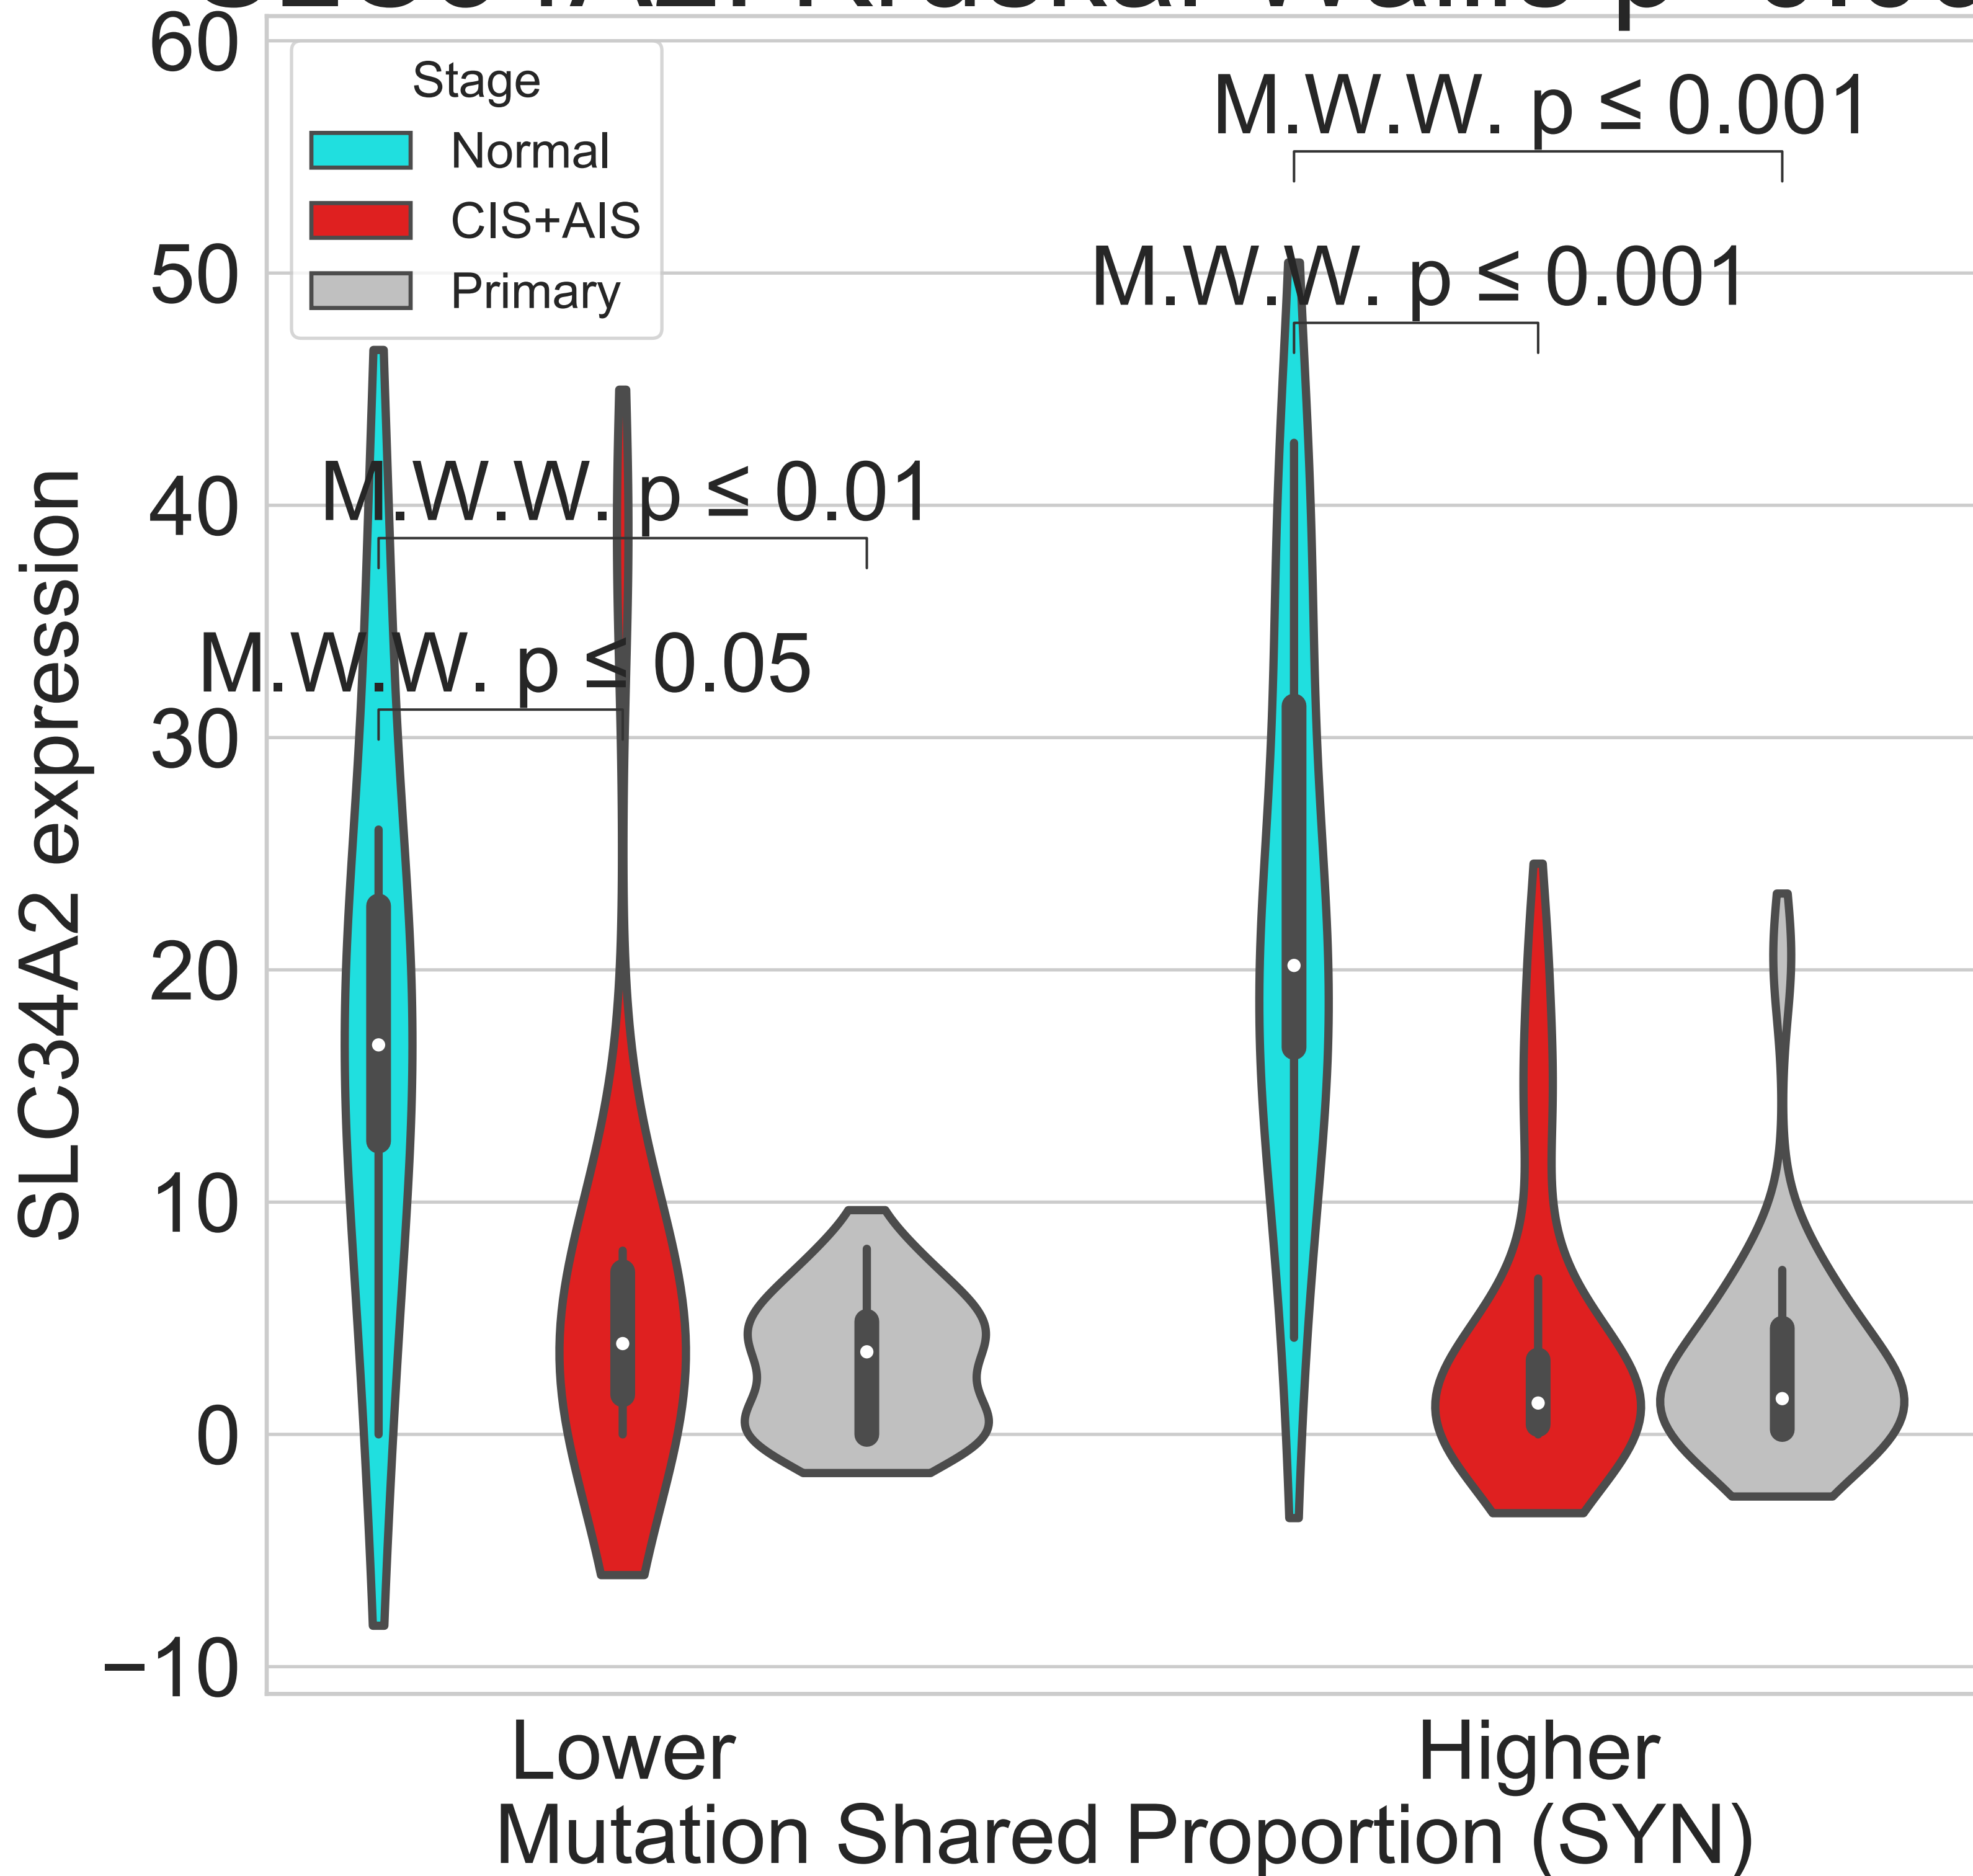 60
50
40
30
20
10
0
−10
SLC34A2 expression
Stage
Normal
CIS+AIS
Primary
M.W.W. p ≤ 0.001
M.W.W. p ≤ 0.001
M.W.W. p ≤ 0.01
M.W.W. p ≤ 0.05
Lower
Higher
Mutation Shared Proportion (SYN)